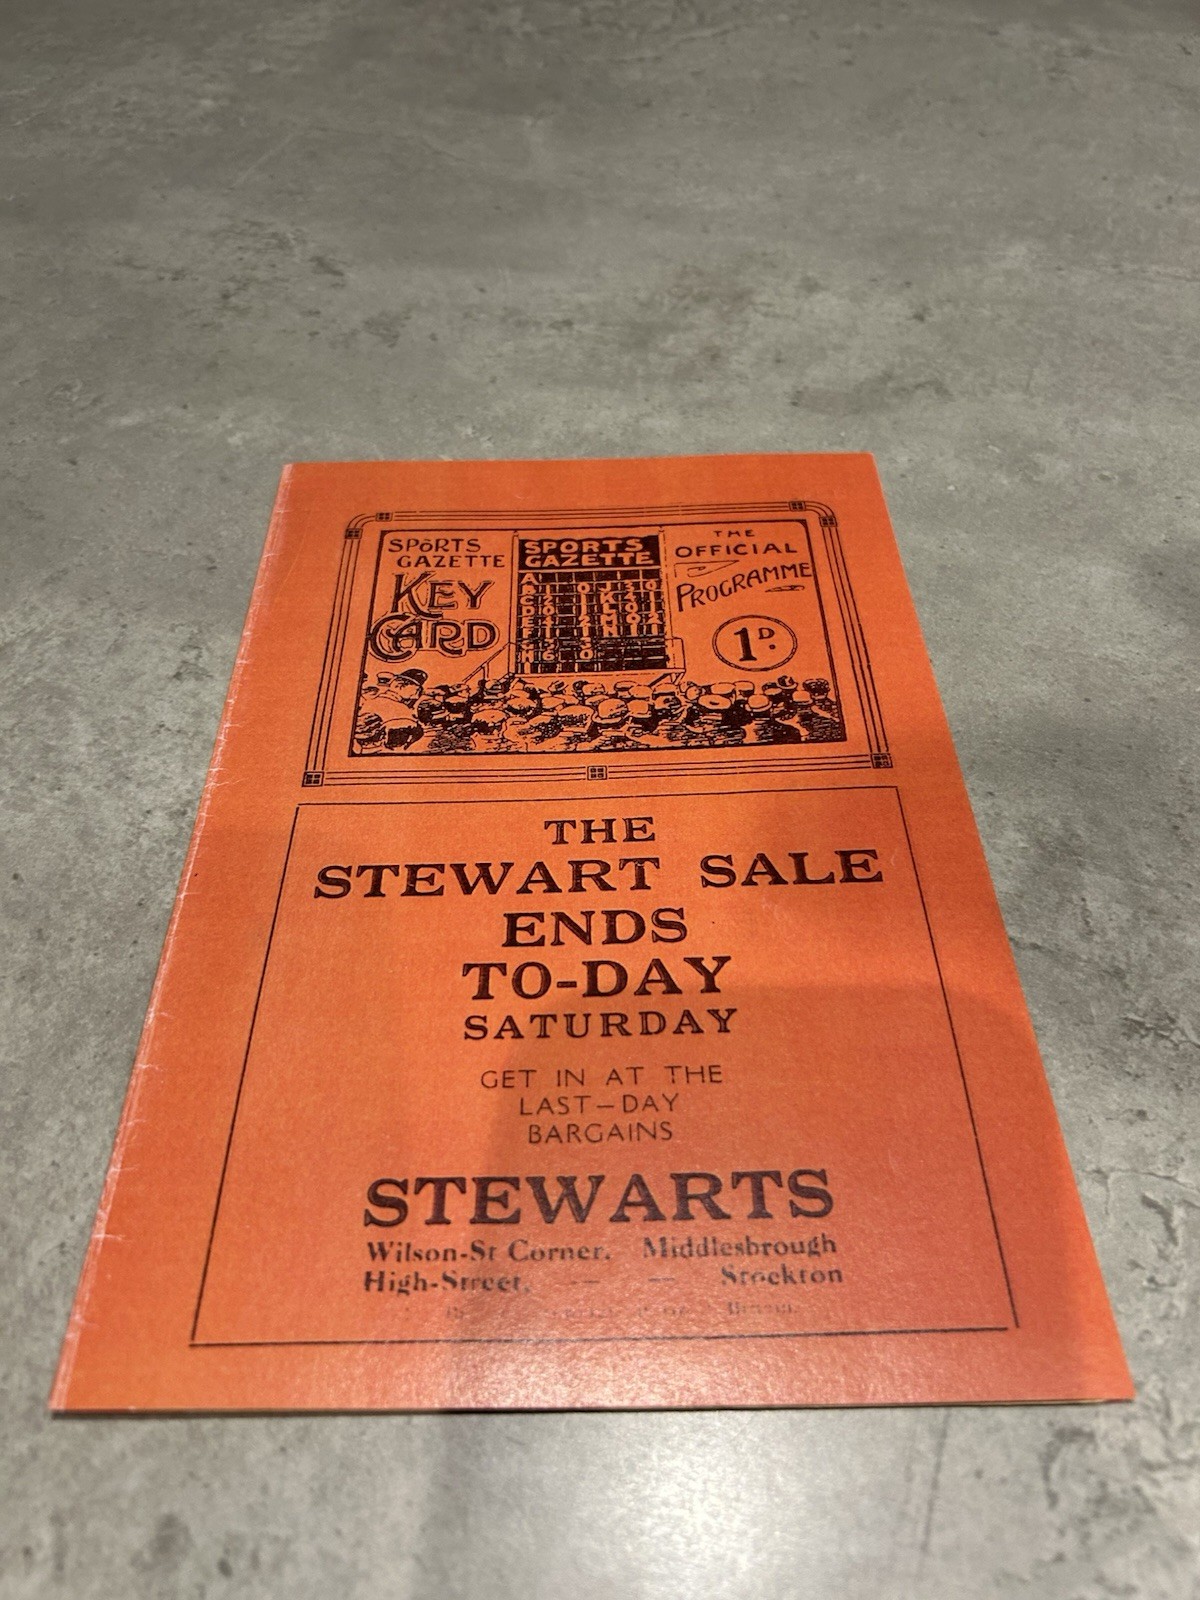 SPORTS
GAZETTE
KEY
CARD
SPORTS
GAZETTE
THE
OFFICIAL
PROGRAMME
1D.
THE
STEWART SALE
ENDS
TO-DAY
SATURDAY
GET IN AT THE
LAST-DAY
BARGAINS
STEWARTS
Wilson-St Corner. Middlesbrough
High-Street, -- -- Stockton